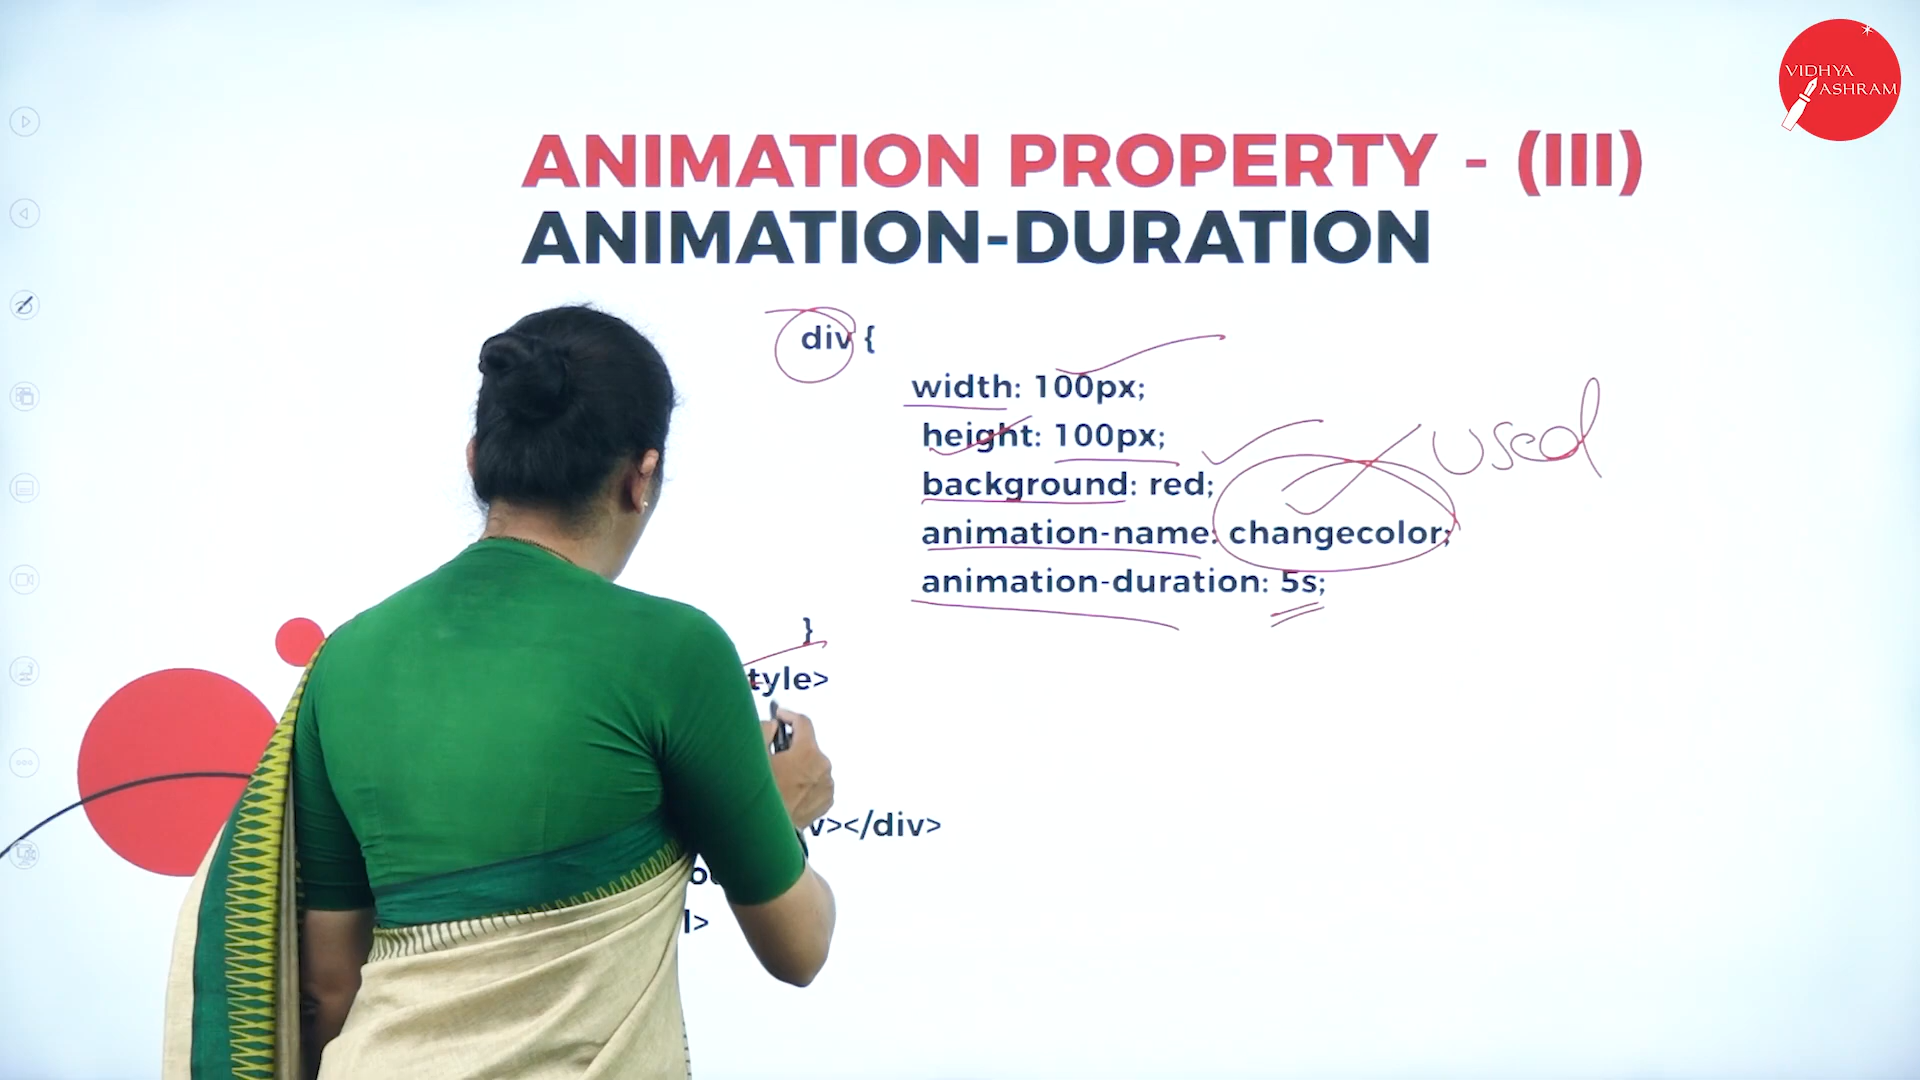 VIDHYA
ASHRAM
ANIMATION PROPERTY - (III)
ANIMATION-DURATION
div {
width: 100px;
height: 100px;
background: red;
animation-name: changecolor;
animation-duration: 5s;
used
}
tyle>
v></div>
l>